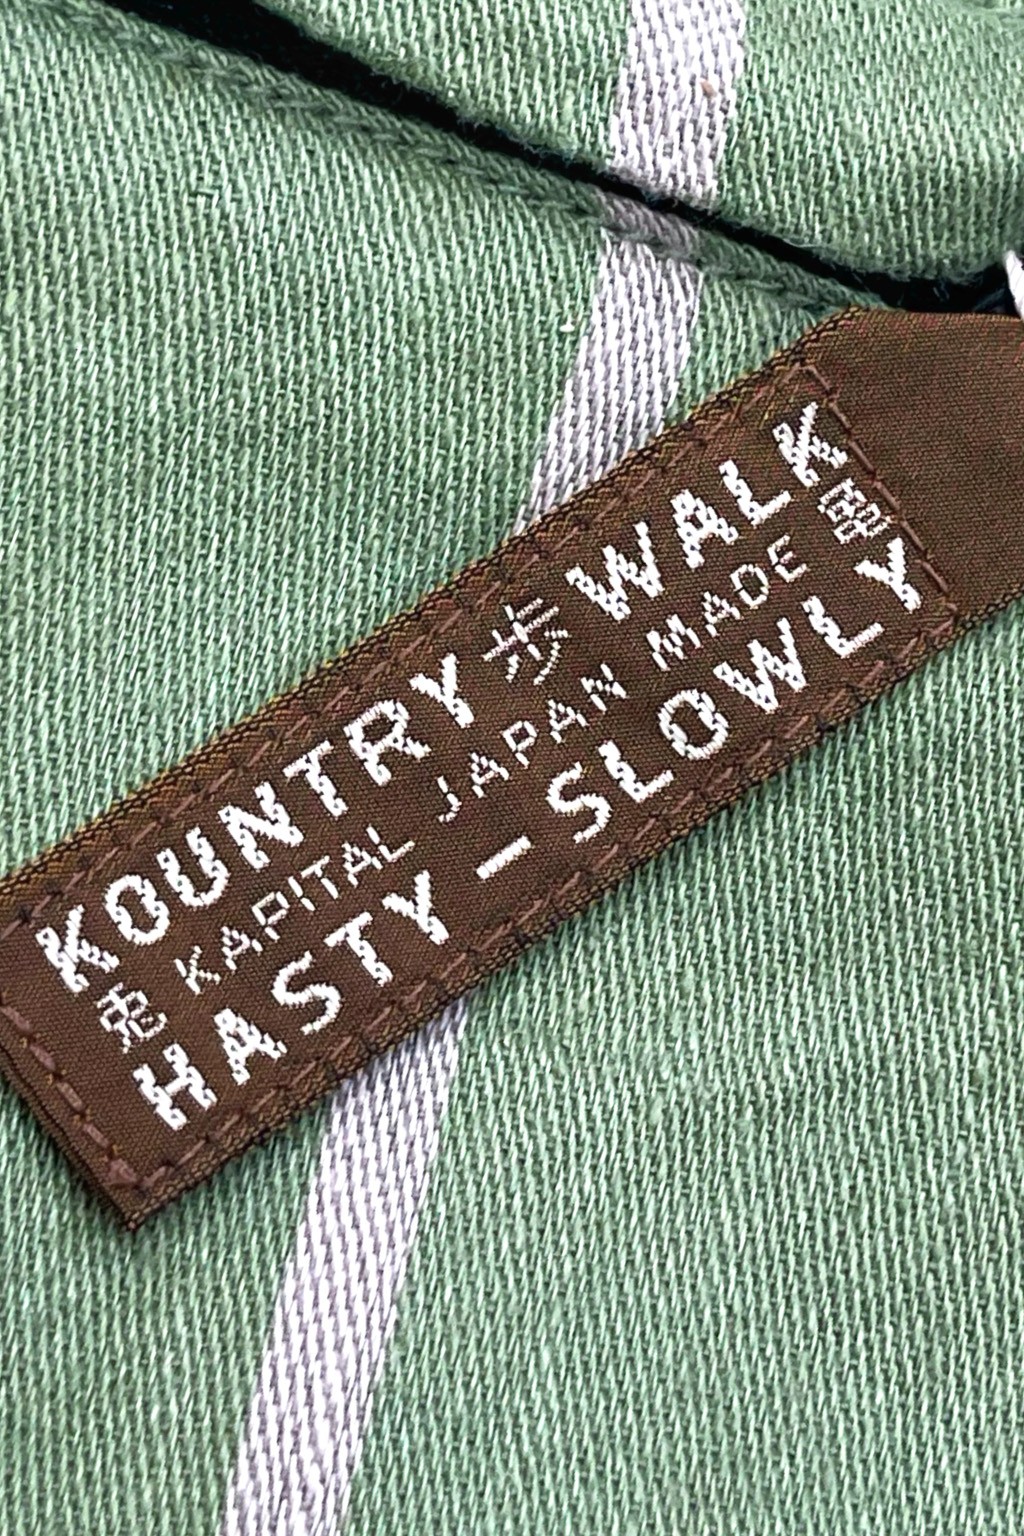 KOUNTRY 歩 WALK
兎 KAPITAL JAPAN MADE 亀
HASTY — SLOWLY